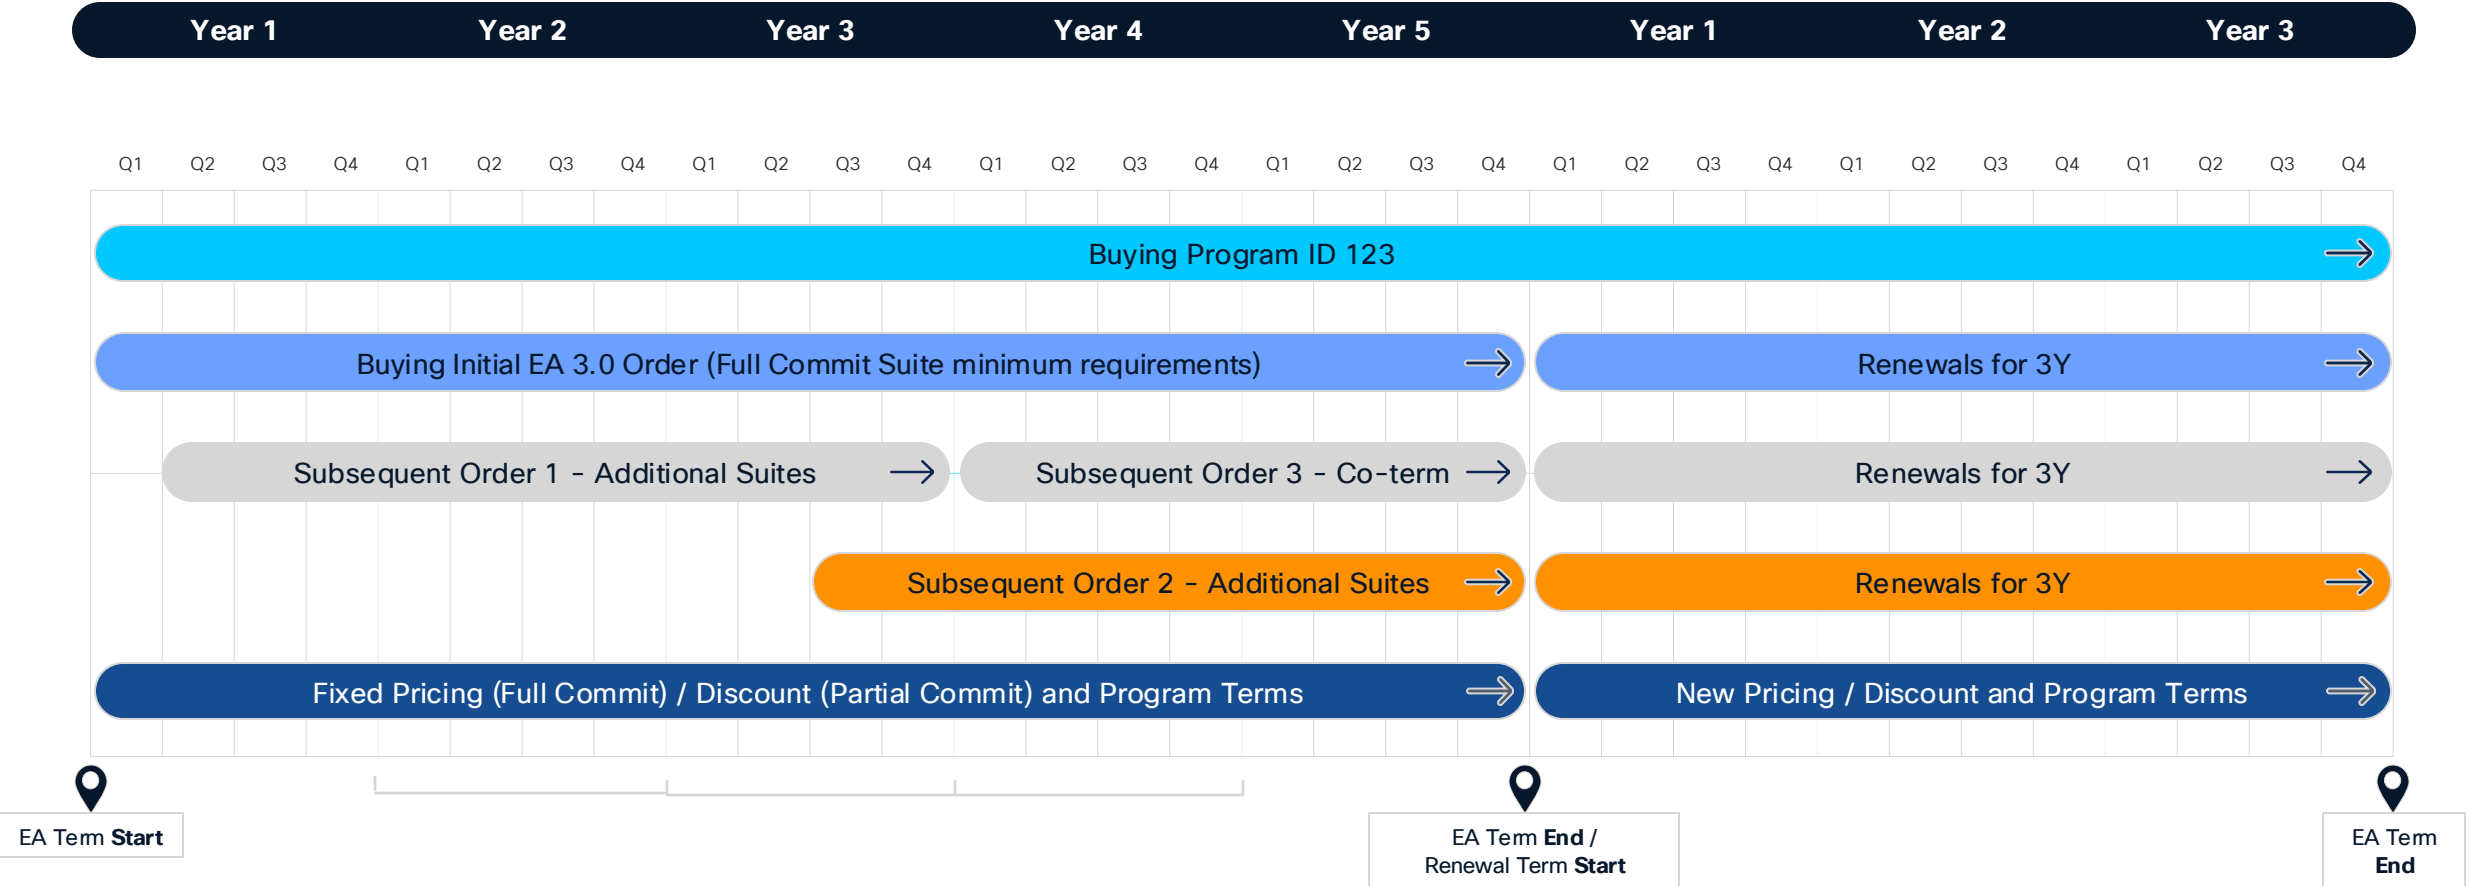 Year 1 Year 2 Year 3 Year 4 Year 5 Year 1 Year 2 Year 3
Q1 Q2 Q3 Q4 Q1 Q2 Q3 Q4 Q1 Q2 Q3 Q4 Q1 Q2 Q3 Q4 Q1 Q2 Q3 Q4 Q1 Q2 Q3 Q4 Q1 Q2 Q3 Q4 Q1 Q2 Q3 Q4
Buying Program ID 123
Buying Initial EA 3.0 Order (Full Commit Suite minimum requirements) Renewals for 3Y
Subsequent Order 1 - Additional Suites Subsequent Order 3 - Co-term Renewals for 3Y
Subsequent Order 2 - Additional Suites Renewals for 3Y
Fixed Pricing (Full Commit) / Discount (Partial Commit) and Program Terms New Pricing / Discount and Program Terms
EA Term Start
EA Term End /
Renewal Term Start
EA Term
End